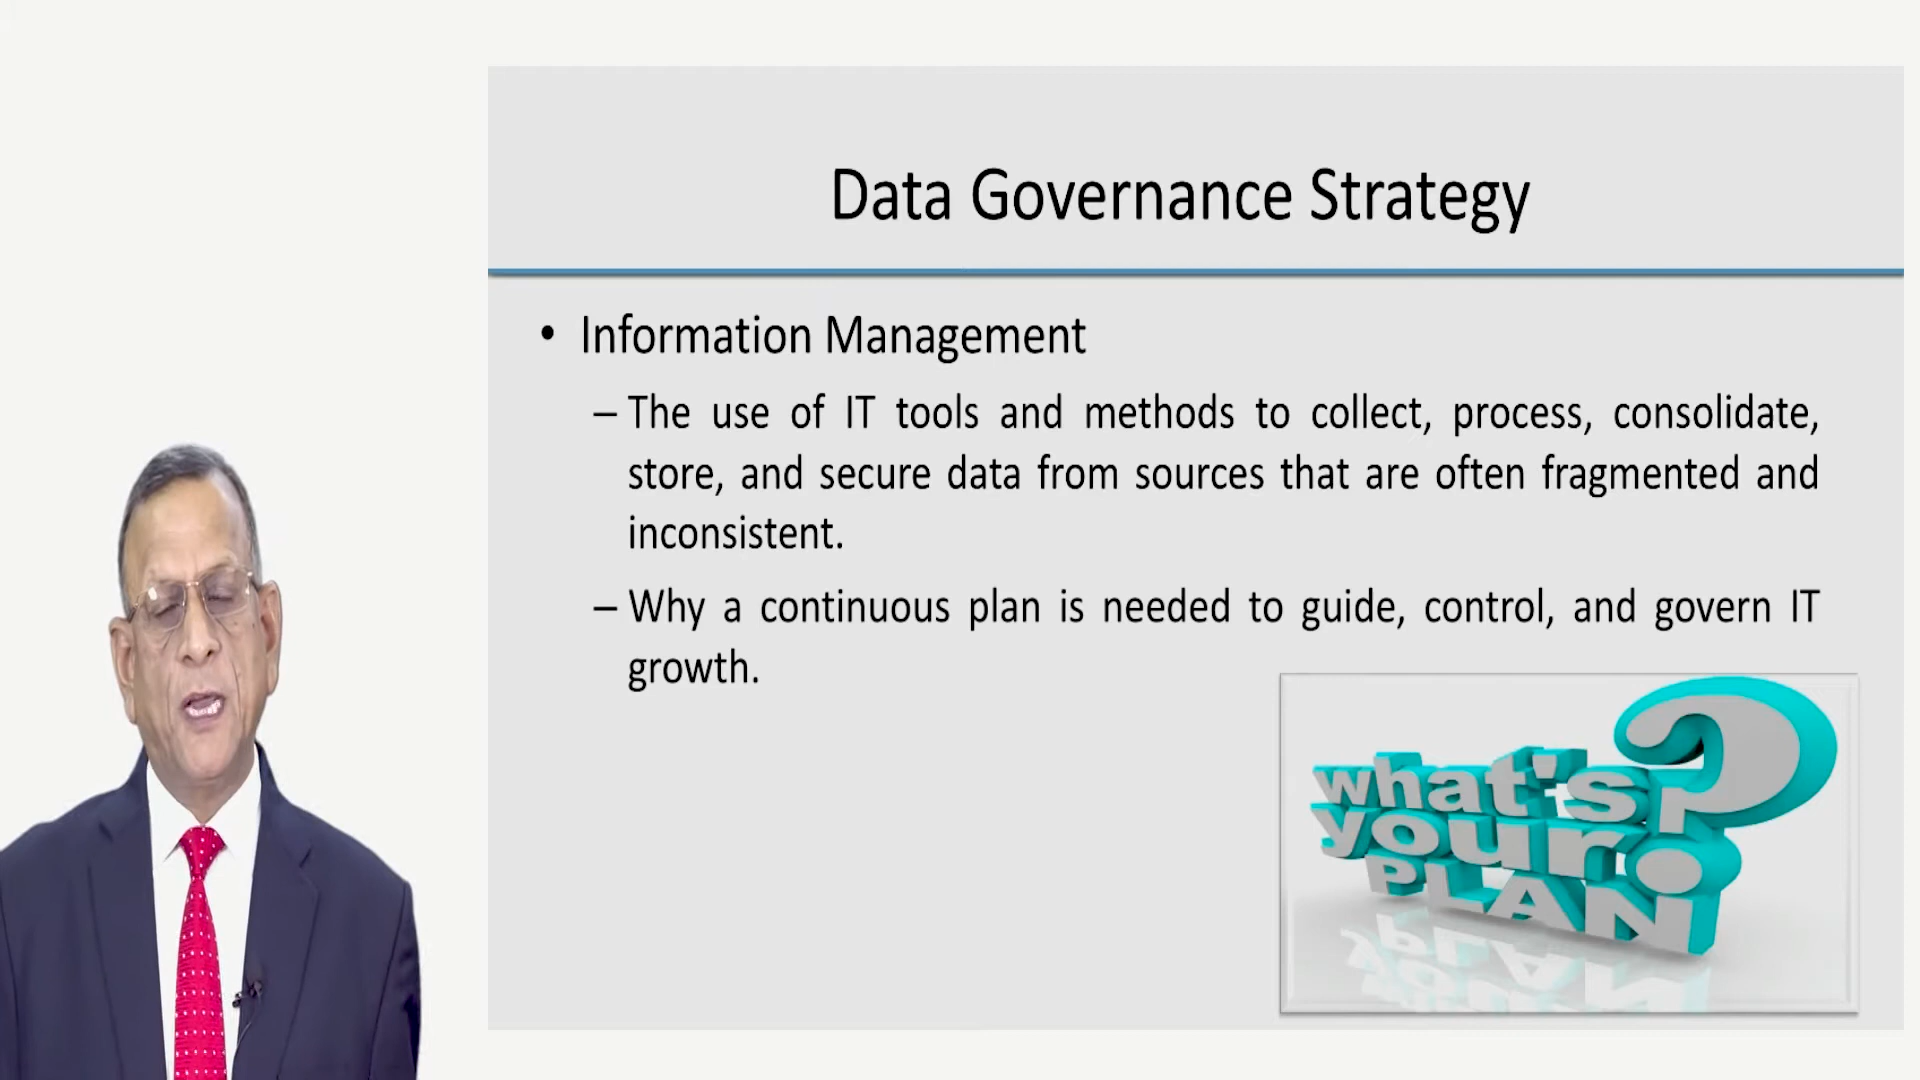 Data Governance Strategy
• Information Management
– The use of IT tools and methods to collect, process, consolidate,
store, and secure data from sources that are often fragmented and
inconsistent.
– Why a continuous plan is needed to guide, control, and govern IT
growth.
what's
your
PLAN?